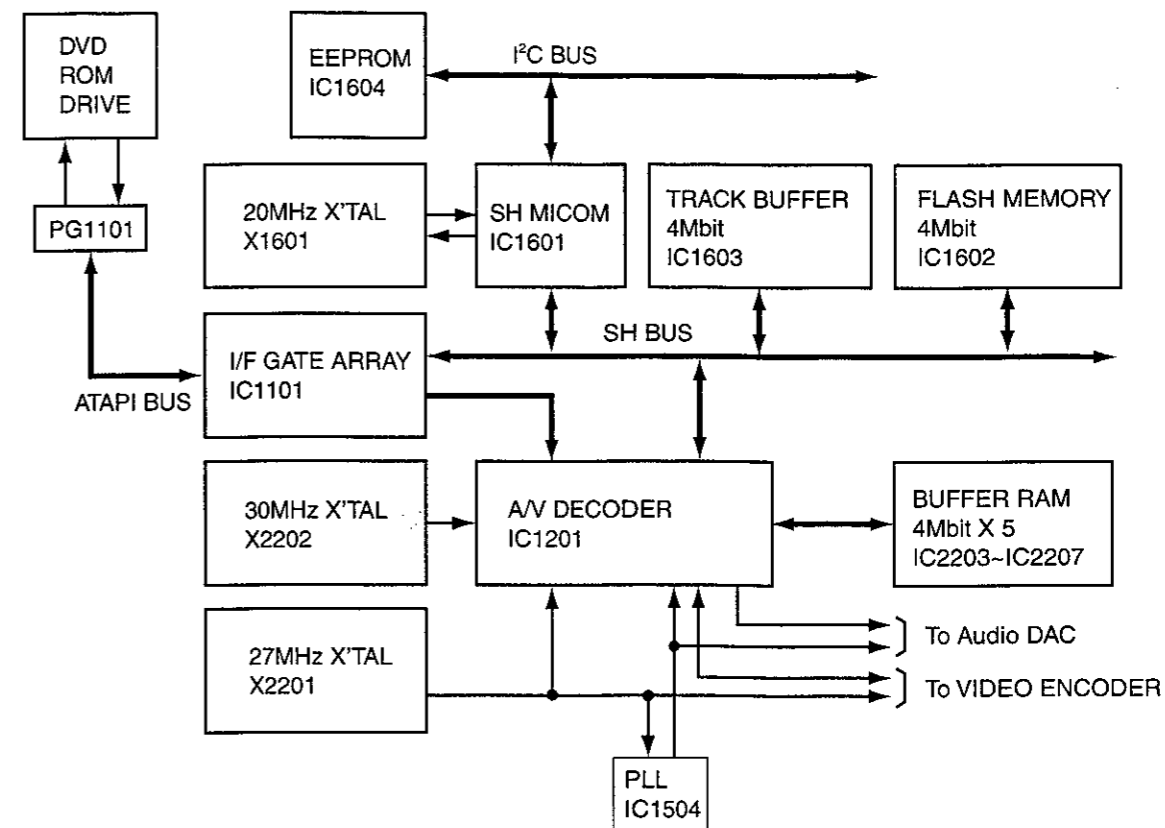 DVD
ROM
DRIVE
EEPROM
IC1604
I²C BUS
PG1101
20MHz X'TAL
X1601
SH MICOM
IC1601
TRACK BUFFER
4Mbit
IC1603
FLASH MEMORY
4Mbit
IC1602
SH BUS
I/F GATE ARRAY
IC1101
ATAPI BUS
30MHz X'TAL
X2202
A/V DECODER
IC1201
BUFFER RAM
4Mbit X 5
IC2203~IC2207
27MHz X'TAL
X2201
To Audio DAC
To VIDEO ENCODER
PLL
IC1504